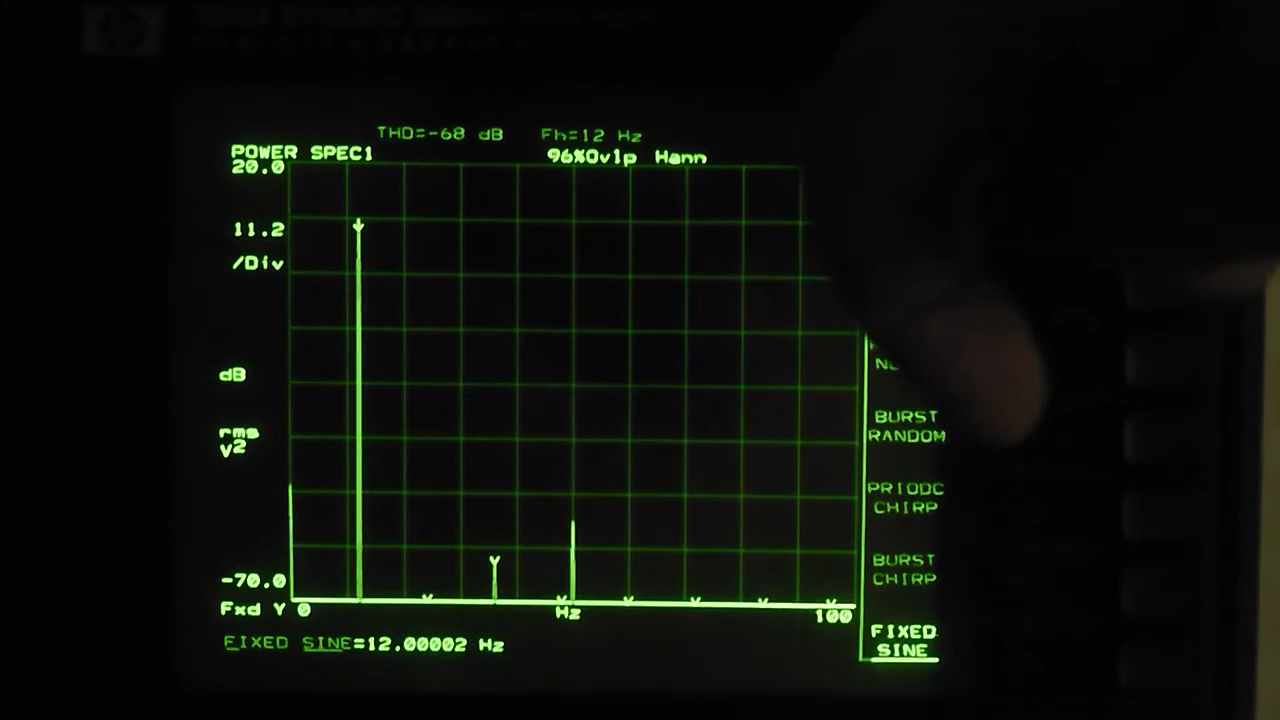 THD=-68 dB Fh=12 Hz
POWER SPEC1 96%Ovlp Hann
20.0
11.2
/Div
dB
rms
V2
-70.0
Fxd Y 0 Hz 100
FIXED SINE=12.00002 Hz
BURST
RANDOM
PRIODC
CHIRP
BURST
CHIRP
FIXED
SINE